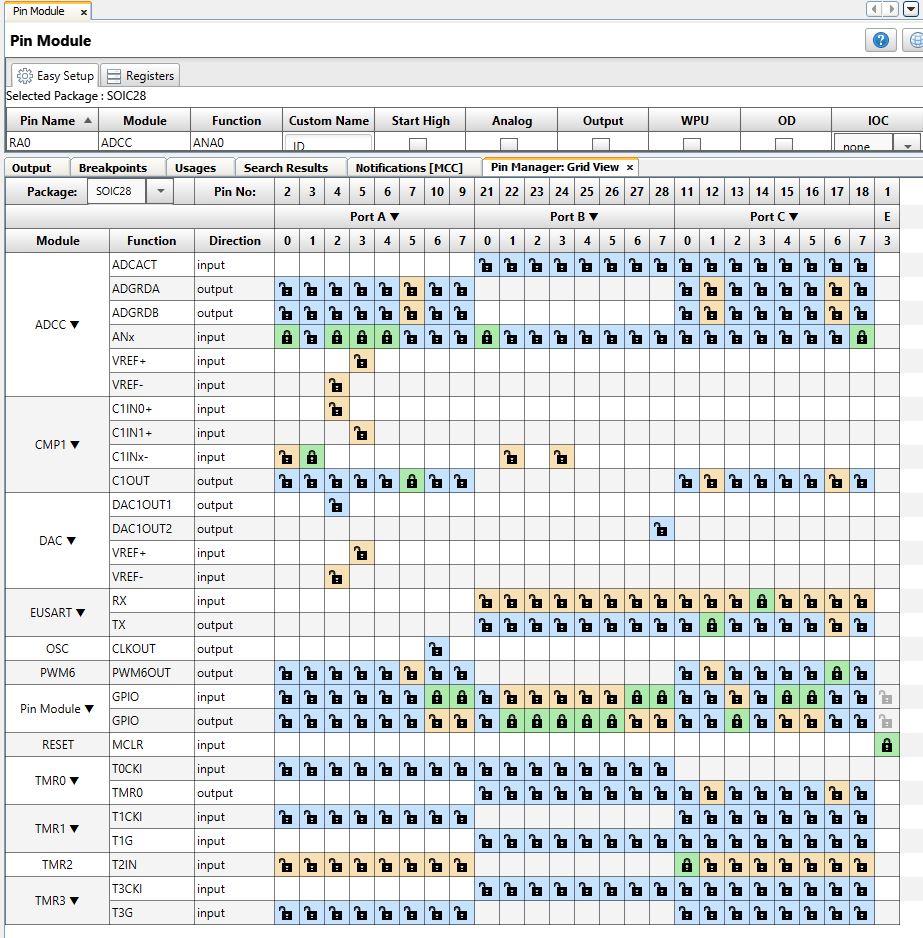 Pin Module ×
Pin Module
?
Easy Setup Registers
Selected Package : SOIC28
Pin Name ▲ Module Function Custom Name Start High Analog Output WPU OD IOC
RA0 ADCC ANA0 ID none
Output Breakpoints Usages Search Results Notifications [MCC] Pin Manager: Grid View ×
Package: SOIC28 Pin No: 2 3 4 5 6 7 10 9 21 22 23 24 25 26 27 28 11 12 13 14 15 16 17 18 1
Port A ▼ Port B ▼ Port C ▼ E
Module Function Direction 0 1 2 3 4 5 6 7 0 1 2 3 4 5 6 7 0 1 2 3 4 5 6 7 3
ADCC ▼
ADCACT input
ADGRDA output
ADGRDB output
ANx input
VREF+ input
VREF- input
CMP1 ▼
C1IN0+ input
C1IN1+ input
C1INx- input
C1OUT output
DAC ▼
DAC1OUT1 output
DAC1OUT2 output
VREF+ input
VREF- input
EUSART ▼
RX input
TX output
OSC CLKOUT output
PWM6 PWM6OUT output
Pin Module ▼
GPIO input
GPIO output
RESET MCLR input
TMR0 ▼
T0CKI input
TMR0 output
TMR1 ▼
T1CKI input
T1G input
TMR2 T2IN input
TMR3 ▼
T3CKI input
T3G input